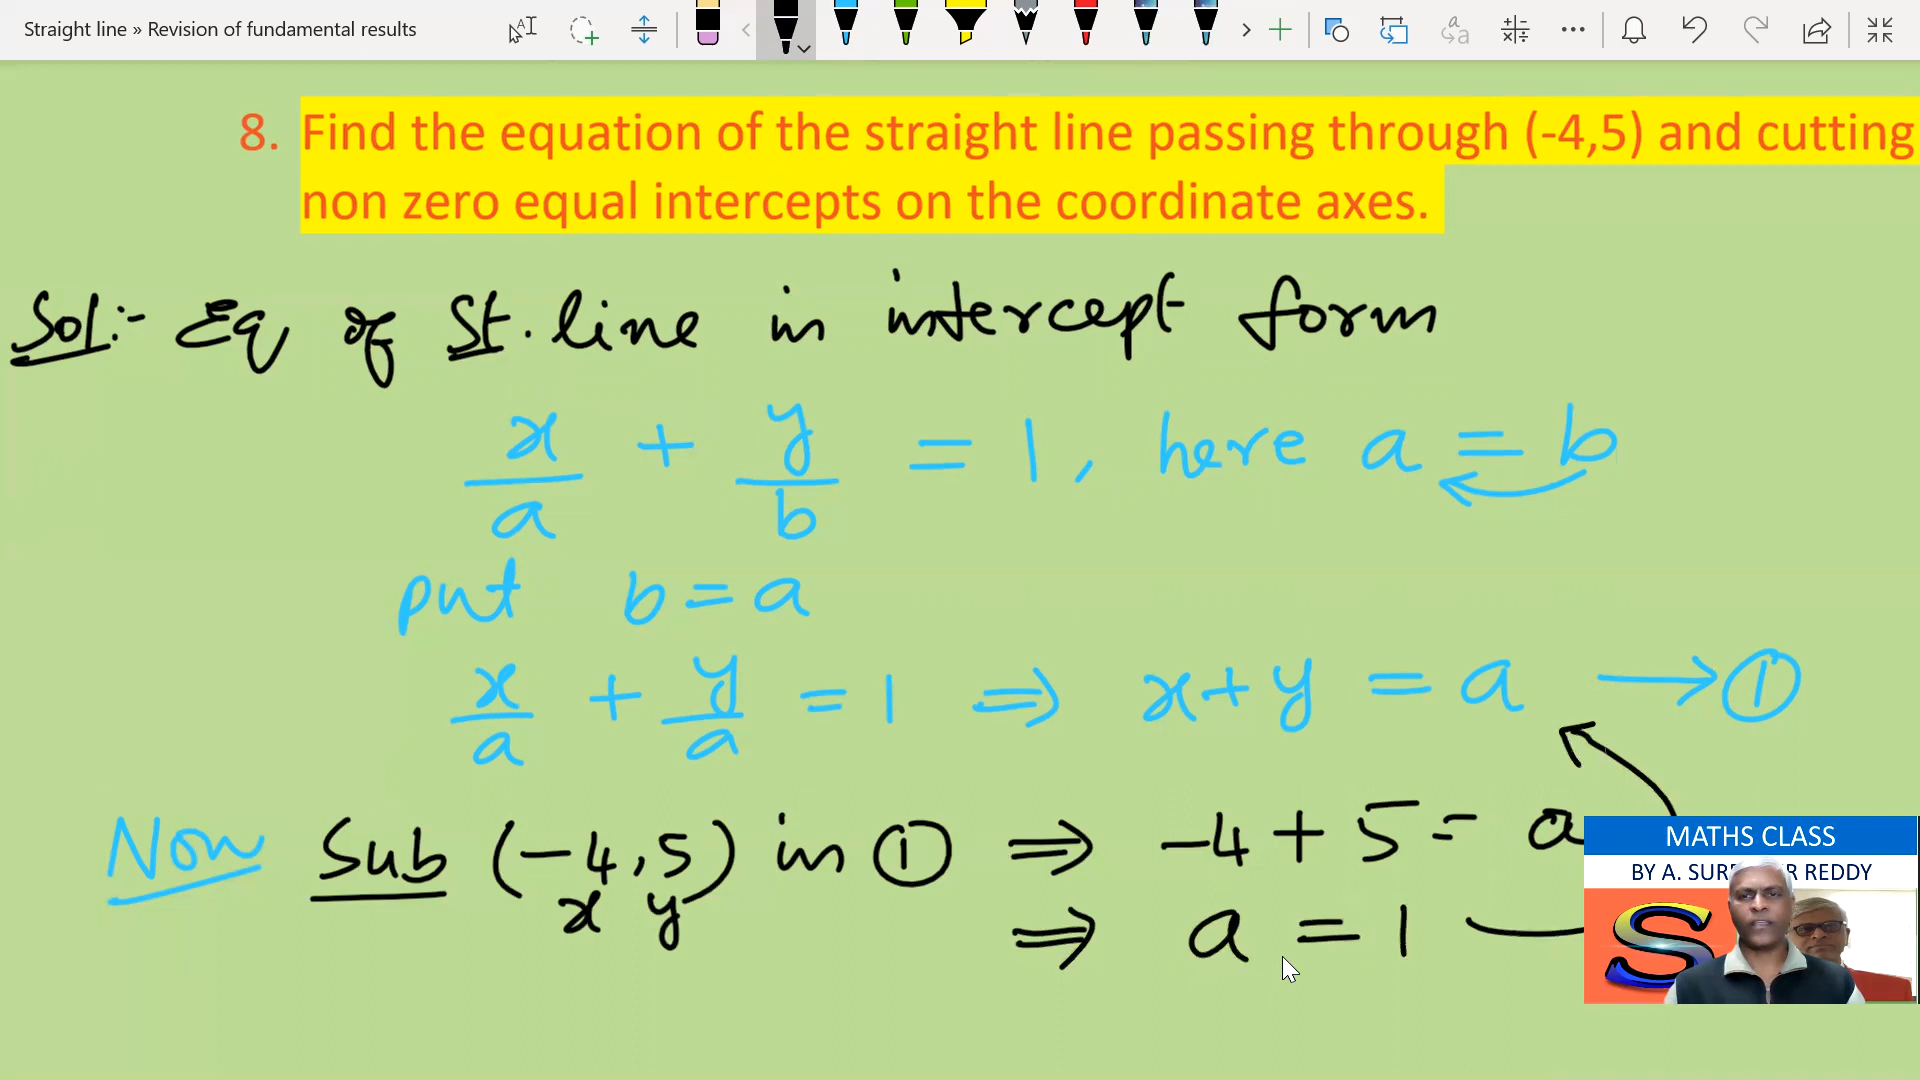 Straight line » Revision of fundamental results
8. Find the equation of the straight line passing through (-4,5) and cutting
non zero equal intercepts on the coordinate axes.
Sol:- Eq of St. line in intercept form
x/a + y/b = 1, here a = b
put b = a
x/a + y/a = 1 ⇒ x+y = a → ①
Now Sub (-4,5) in ① ⇒ -4+5 = a
x y
⇒ a = 1
MATHS CLASS
BY A. REDDY
S